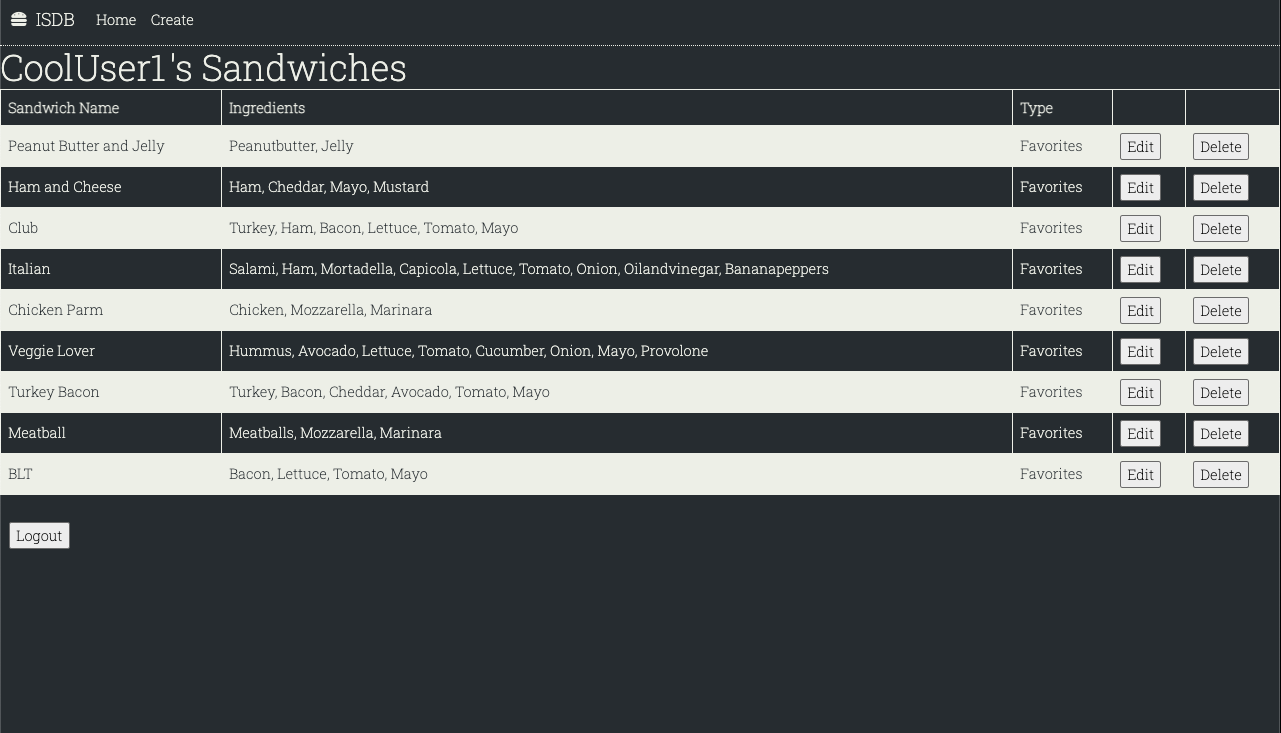 ISDB Home Create
CoolUser1's Sandwiches
Sandwich Name Ingredients Type
Peanut Butter and Jelly Peanutbutter, Jelly Favorites Edit Delete
Ham and Cheese Ham, Cheddar, Mayo, Mustard Favorites Edit Delete
Club Turkey, Ham, Bacon, Lettuce, Tomato, Mayo Favorites Edit Delete
Italian Salami, Ham, Mortadella, Capicola, Lettuce, Tomato, Onion, Oilandvinegar, Bananapeppers Favorites Edit Delete
Chicken Parm Chicken, Mozzarella, Marinara Favorites Edit Delete
Veggie Lover Hummus, Avocado, Lettuce, Tomato, Cucumber, Onion, Mayo, Provolone Favorites Edit Delete
Turkey Bacon Turkey, Bacon, Cheddar, Avocado, Tomato, Mayo Favorites Edit Delete
Meatball Meatballs, Mozzarella, Marinara Favorites Edit Delete
BLT Bacon, Lettuce, Tomato, Mayo Favorites Edit Delete
Logout